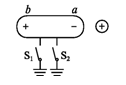 b a
+ − +
S₁ S₂